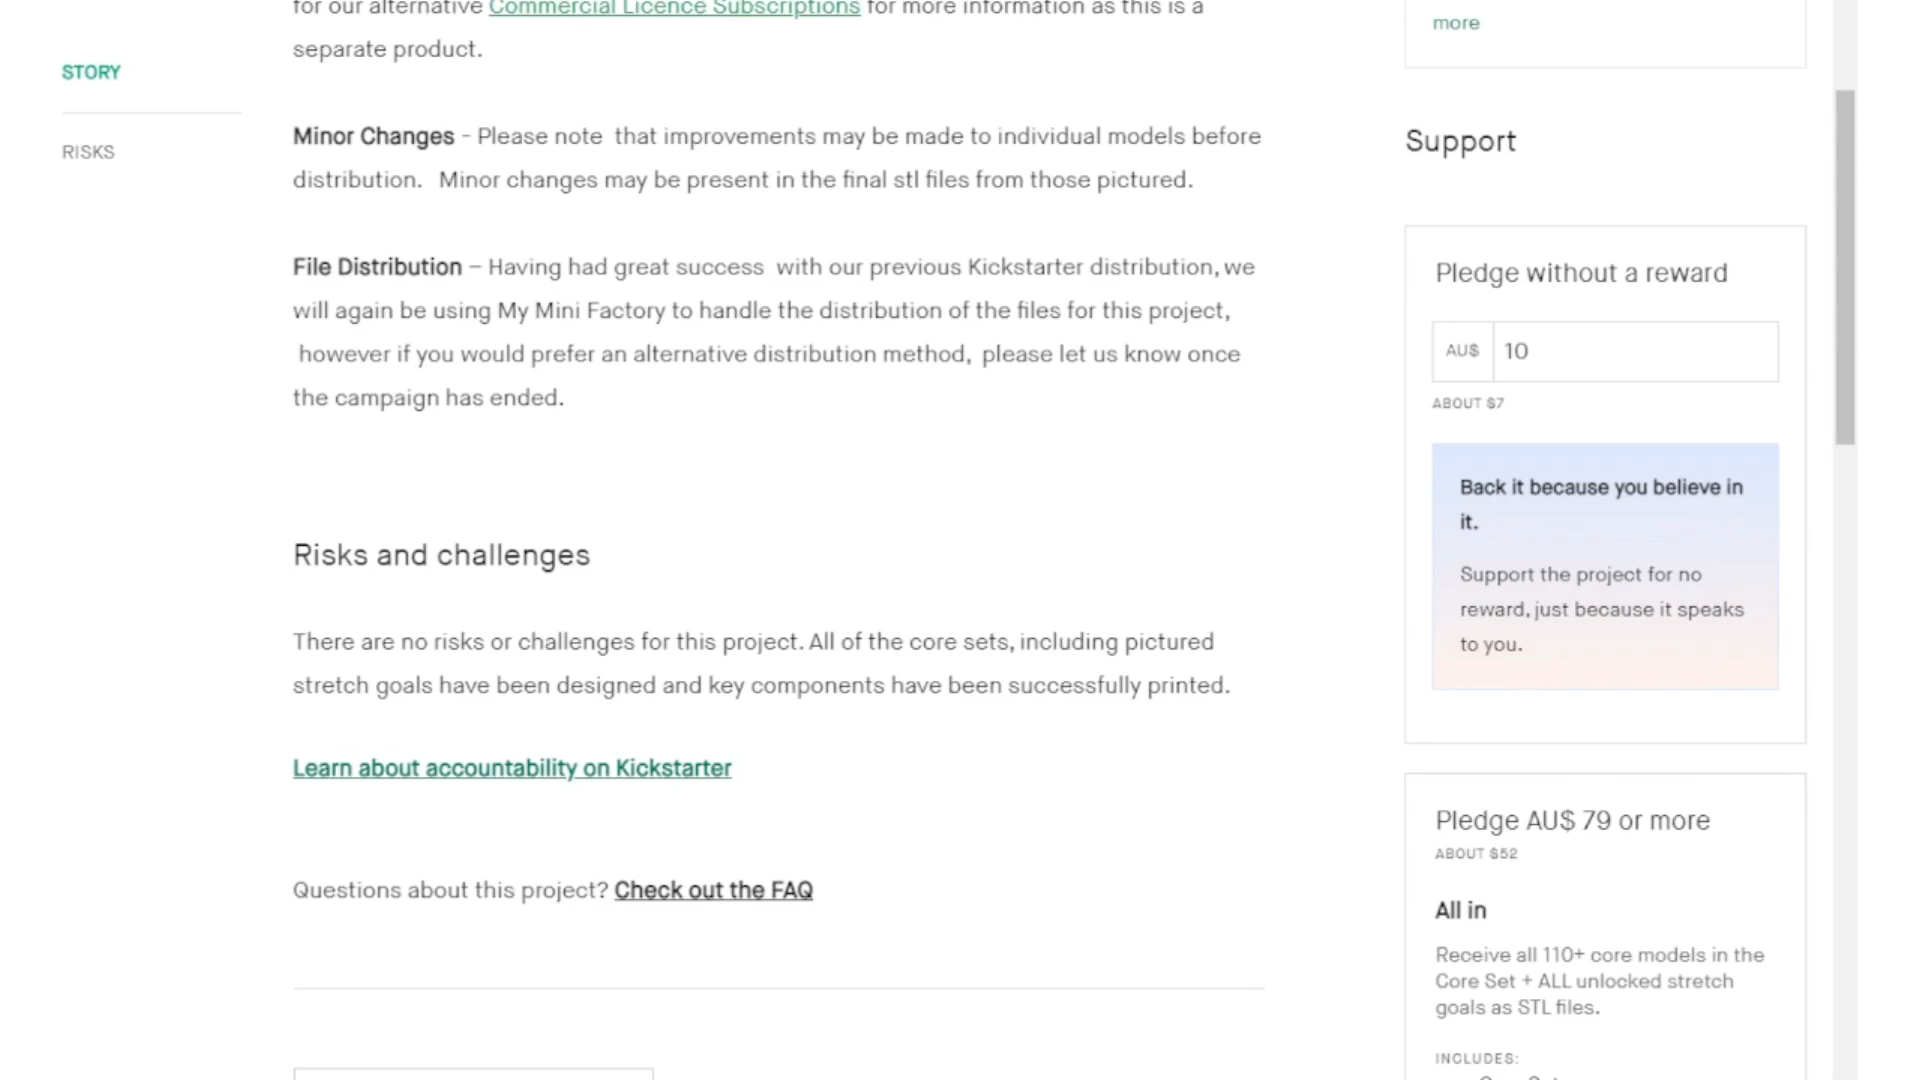 for our alternative Commercial Licence Subscriptions for more information as this is a
separate product.
STORY
RISKS
Minor Changes - Please note that improvements may be made to individual models before
distribution. Minor changes may be present in the final stl files from those pictured.
File Distribution – Having had great success with our previous Kickstarter distribution, we
will again be using My Mini Factory to handle the distribution of the files for this project,
however if you would prefer an alternative distribution method, please let us know once
the campaign has ended.
Risks and challenges
There are no risks or challenges for this project. All of the core sets, including pictured
stretch goals have been designed and key components have been successfully printed.
Learn about accountability on Kickstarter
Questions about this project? Check out the FAQ
more
Support
Pledge without a reward
AU$ 10
ABOUT $7
Back it because you believe in
it.
Support the project for no
reward, just because it speaks
to you.
Pledge AU$ 79 or more
ABOUT $52
All in
Receive all 110+ core models in the
Core Set + ALL unlocked stretch
goals as STL files.
INCLUDES: